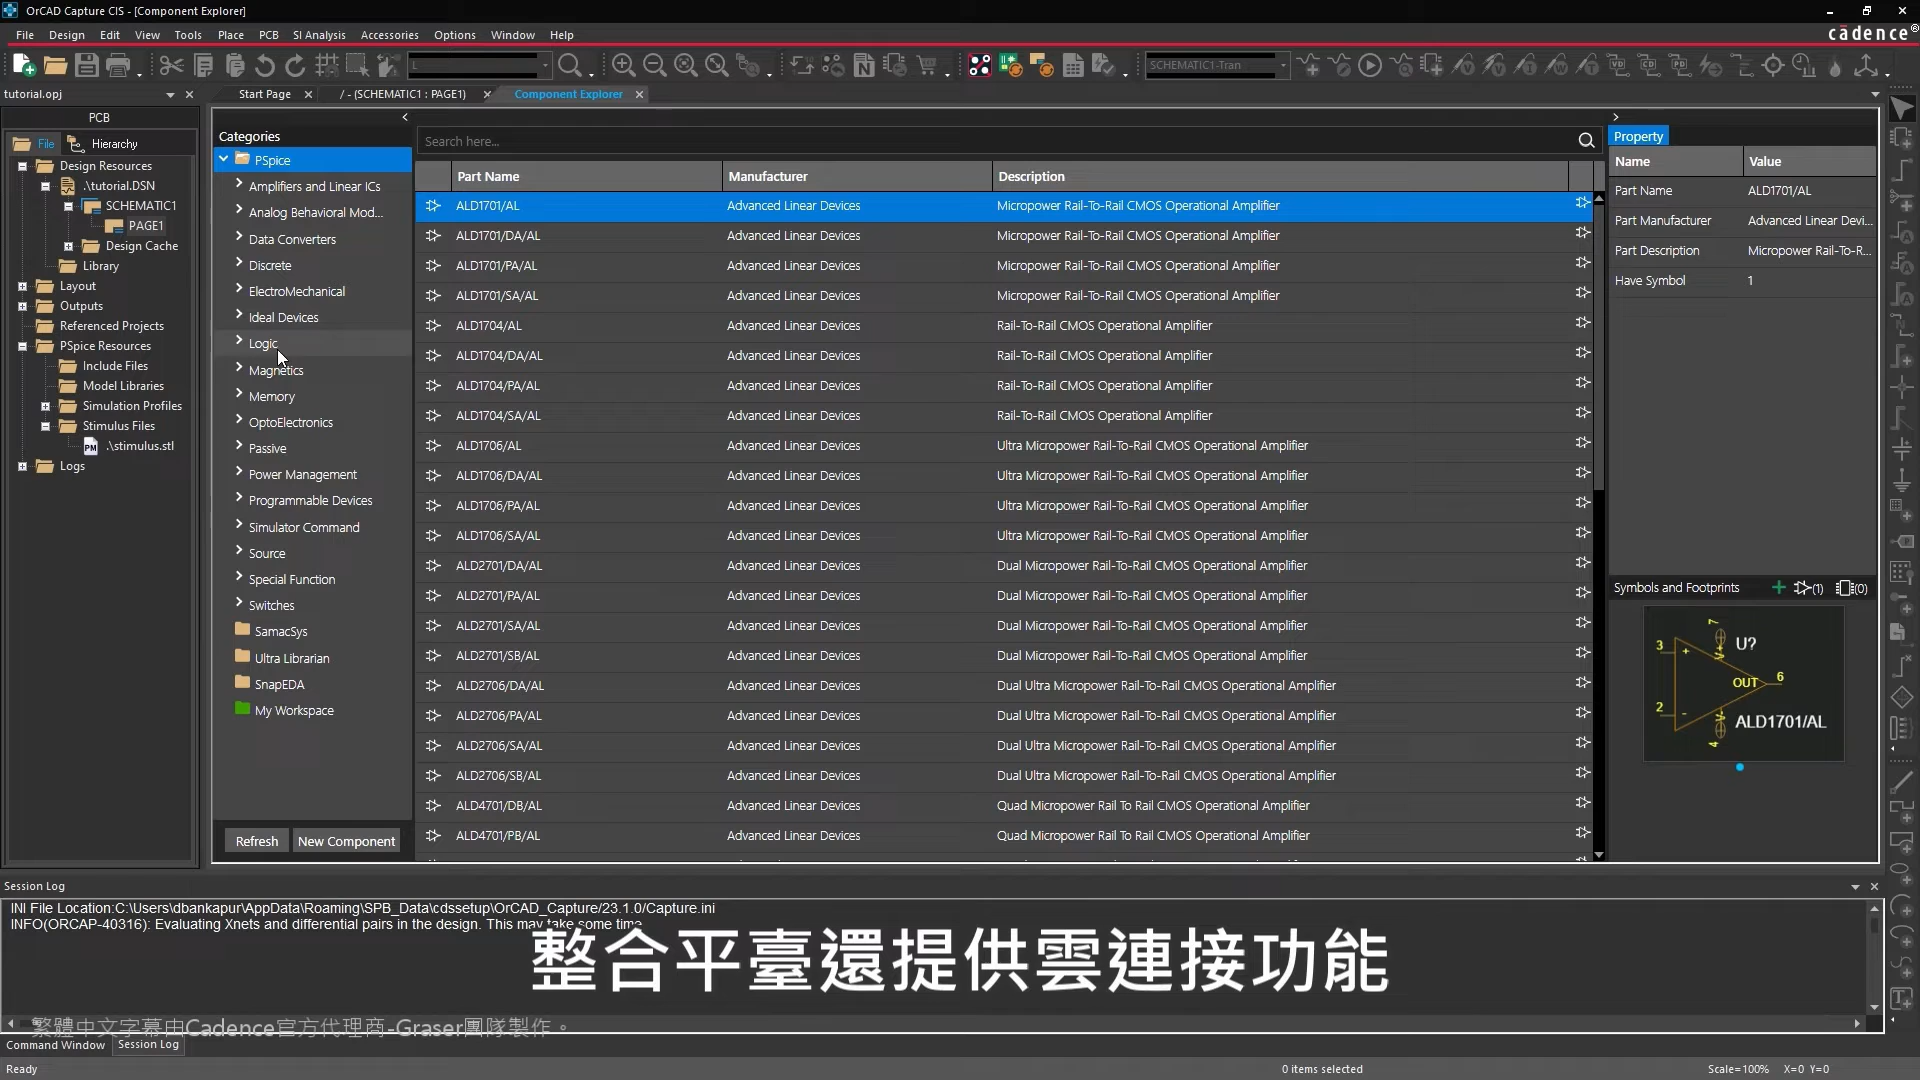 OrCAD Capture CIS - [Component Explorer]
File Design Edit View Tools Place PCB SI Analysis Accessories Options Window Help
cādence®
SCHEMATIC1-Tran
tutorial.opj
Start Page
/ - (SCHEMATIC1 : PAGE1)
Component Explorer
PCB
File Hierarchy
Design Resources
.\tutorial.DSN
SCHEMATIC1
PAGE1
Design Cache
Library
Layout
Outputs
Referenced Projects
PSpice Resources
Include Files
Model Libraries
Simulation Profiles
Stimulus Files
.\stimulus.stl
Logs
Categories
PSpice
Amplifiers and Linear ICs
Analog Behavioral Mod...
Data Converters
Discrete
ElectroMechanical
Ideal Devices
Logic
Magnetics
Memory
OptoElectronics
Passive
Power Management
Programmable Devices
Simulator Command
Source
Special Function
Switches
SamacSys
Ultra Librarian
SnapEDA
My Workspace
Refresh
New Component
Search here...
Part Name Manufacturer Description
ALD1701/AL Advanced Linear Devices Micropower Rail-To-Rail CMOS Operational Amplifier
ALD1701/DA/AL Advanced Linear Devices Micropower Rail-To-Rail CMOS Operational Amplifier
ALD1701/PA/AL Advanced Linear Devices Micropower Rail-To-Rail CMOS Operational Amplifier
ALD1701/SA/AL Advanced Linear Devices Micropower Rail-To-Rail CMOS Operational Amplifier
ALD1704/AL Advanced Linear Devices Rail-To-Rail CMOS Operational Amplifier
ALD1704/DA/AL Advanced Linear Devices Rail-To-Rail CMOS Operational Amplifier
ALD1704/PA/AL Advanced Linear Devices Rail-To-Rail CMOS Operational Amplifier
ALD1704/SA/AL Advanced Linear Devices Rail-To-Rail CMOS Operational Amplifier
ALD1706/AL Advanced Linear Devices Ultra Micropower Rail-To-Rail CMOS Operational Amplifier
ALD1706/DA/AL Advanced Linear Devices Ultra Micropower Rail-To-Rail CMOS Operational Amplifier
ALD1706/PA/AL Advanced Linear Devices Ultra Micropower Rail-To-Rail CMOS Operational Amplifier
ALD1706/SA/AL Advanced Linear Devices Ultra Micropower Rail-To-Rail CMOS Operational Amplifier
ALD2701/DA/AL Advanced Linear Devices Dual Micropower Rail-To-Rail CMOS Operational Amplifier
ALD2701/PA/AL Advanced Linear Devices Dual Micropower Rail-To-Rail CMOS Operational Amplifier
ALD2701/SA/AL Advanced Linear Devices Dual Micropower Rail-To-Rail CMOS Operational Amplifier
ALD2701/SB/AL Advanced Linear Devices Dual Micropower Rail-To-Rail CMOS Operational Amplifier
ALD2706/DA/AL Advanced Linear Devices Dual Ultra Micropower Rail-To-Rail CMOS Operational Amplifier
ALD2706/PA/AL Advanced Linear Devices Dual Ultra Micropower Rail-To-Rail CMOS Operational Amplifier
ALD2706/SA/AL Advanced Linear Devices Dual Ultra Micropower Rail-To-Rail CMOS Operational Amplifier
ALD2706/SB/AL Advanced Linear Devices Dual Ultra Micropower Rail-To-Rail CMOS Operational Amplifier
ALD4701/DB/AL Advanced Linear Devices Quad Micropower Rail To Rail CMOS Operational Amplifier
ALD4701/PB/AL Advanced Linear Devices Quad Micropower Rail To Rail CMOS Operational Amplifier
Property
Name Value
Part Name ALD1701/AL
Part Manufacturer Advanced Linear Devi...
Part Description Micropower Rail-To-R...
Have Symbol 1
Symbols and Footprints (1) (0)
7
3 + V+ U?
OUT 6
2 - V-
4 ALD1701/AL
Session Log
INI File Location:C:\Users\dbankapur\AppData\Roaming\SPB_Data\cdssetup\OrCAD_Capture/23.1.0/Capture.ini
INFO(ORCAP-40316): Evaluating Xnets and differential pairs in the design. This may take some time
整合平臺還提供雲連接功能
繁體中文字幕由Cadence官方代理商-Graser團隊製作。
Command Window Session Log
Ready 0 items selected Scale=100% X=0 Y=0